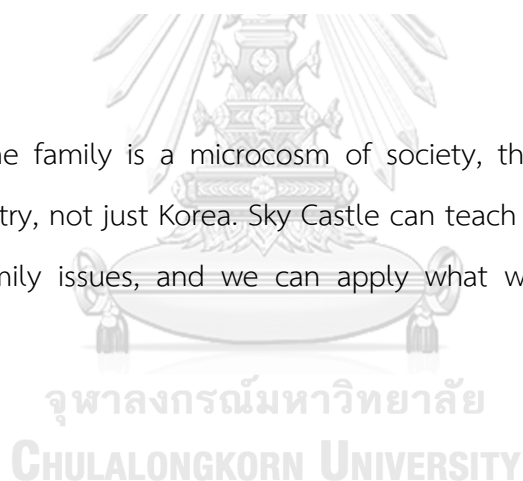 ne family is a microcosm of society, th
try, not just Korea. Sky Castle can teach
mily issues, and we can apply what w
จุฬาลงกรณ์มหาวิทยาลัย
CHULALONGKORN UNIVERSITY